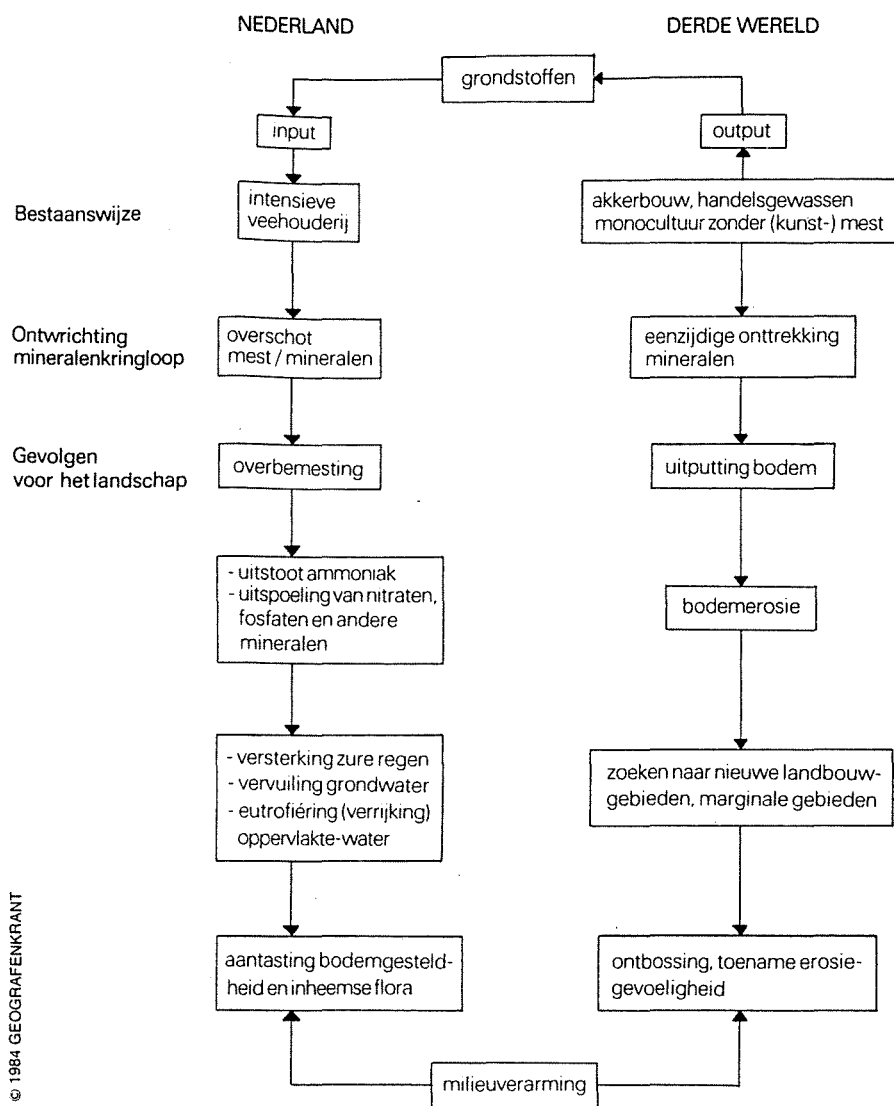 NEDERLAND
DERDE WERELD
grondstoffen
input
output
Bestaanswijze
intensieve
veehouderij
akkerbouw, handelsgewassen
monocultuur zonder (kunst-) mest
Ontwrichting
mineralenkringloop
overschot
mest / mineralen
eenzijdige onttrekking
mineralen
Gevolgen
voor het landschap
overbemesting
uitputting bodem
- uitstoot ammoniak
- uitspoeling van nitraten,
fosfaten en andere
mineralen
bodemerosie
- versterking zure regen
- vervuiling grondwater
- eutrofiéring (verrijking)
oppervlakte-water
zoeken naar nieuwe landbouw-
gebieden, marginale gebieden
aantasting bodemgesteld-
heid en inheemse flora
ontbossing, toename erosie-
gevoeligheid
milieuverarming
© 1984 GEOGRAFENKRANT